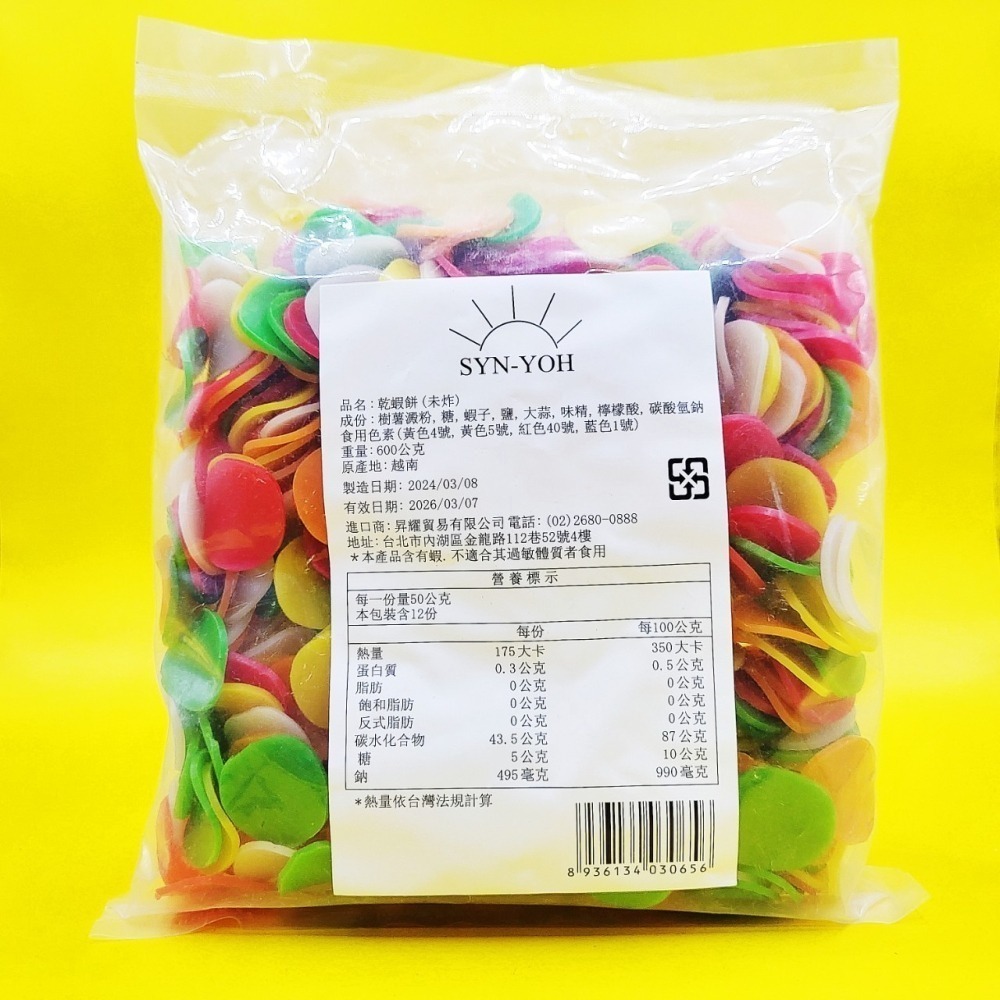 SYN-YOH
品名:乾蝦餅(未炸)
成份:樹薯澱粉, 糖, 蝦子, 鹽, 大蒜, 味精, 檸檬酸, 碳酸氫鈉
食用色素(黃色4號, 黃色5號, 紅色40號, 藍色1號)
重量:600公克
原產地:越南
製造日期: 2024/03/08
有效日期: 2026/03/07
進口商:昇耀貿易有限公司 電話:(02)2680-0888
地址:台北市內湖區金龍路112巷52號4樓
*本產品含有蝦. 不適合其過敏體質者食用
營養標示
每一份量50公克
本包裝含12份
每份 每100公克
熱量 175大卡 350大卡
蛋白質 0.3公克 0.5公克
脂肪 0公克 0公克
飽和脂肪 0公克 0公克
反式脂肪 0公克 0公克
碳水化合物 43.5公克 87公克
糖 5公克 10公克
鈉 495毫克 990毫克
*熱量依台灣法規計算
8 936134 030656